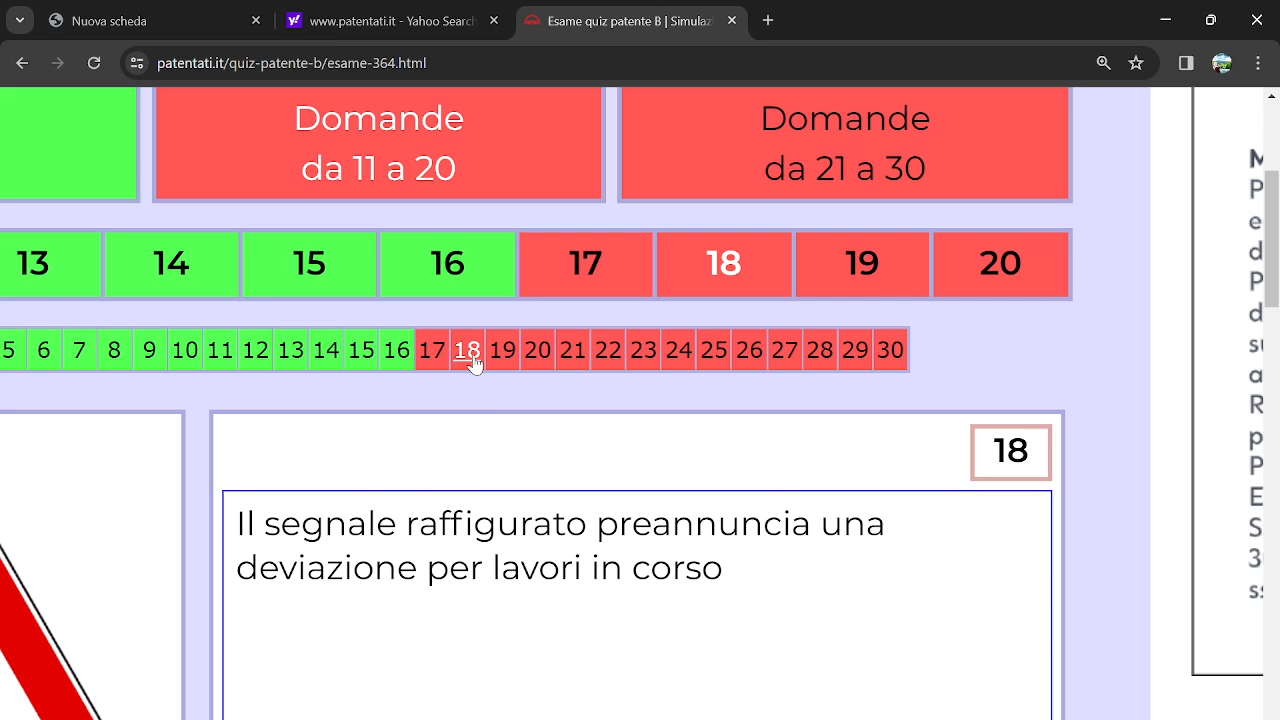 Nuova scheda
www.patentati.it - Yahoo Search
Esame quiz patente B | Simulaz
patentati.it/quiz-patente-b/esame-364.html
Domande
da 11 a 20
Domande
da 21 a 30
13 14 15 16 17 18 19 20
5 6 7 8 9 10 11 12 13 14 15 16 17 18 19 20 21 22 23 24 25 26 27 28 29 30
18
Il segnale raffigurato preannuncia una
deviazione per lavori in corso